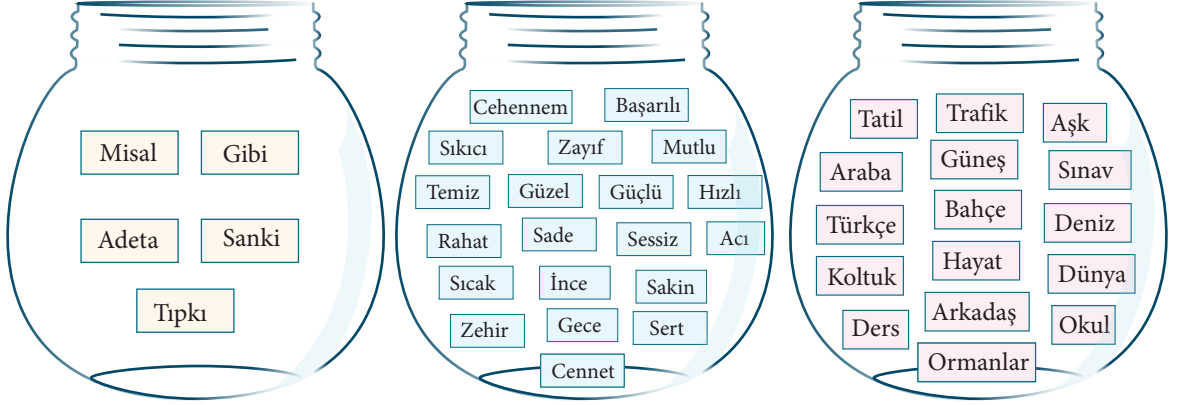 Misal
Gibi
Adeta
Sanki
Tıpkı
Cehennem
Başarılı
Sıkıcı
Zayıf
Mutlu
Temiz
Güzel
Güçlü
Hızlı
Rahat
Sade
Sessiz
Acı
Sıcak
İnce
Sakin
Zehir
Gece
Sert
Cennet
Tatil
Trafik
Aşk
Araba
Güneş
Sınav
Türkçe
Bahçe
Deniz
Koltuk
Hayat
Dünya
Ders
Arkadaş
Okul
Ormanlar